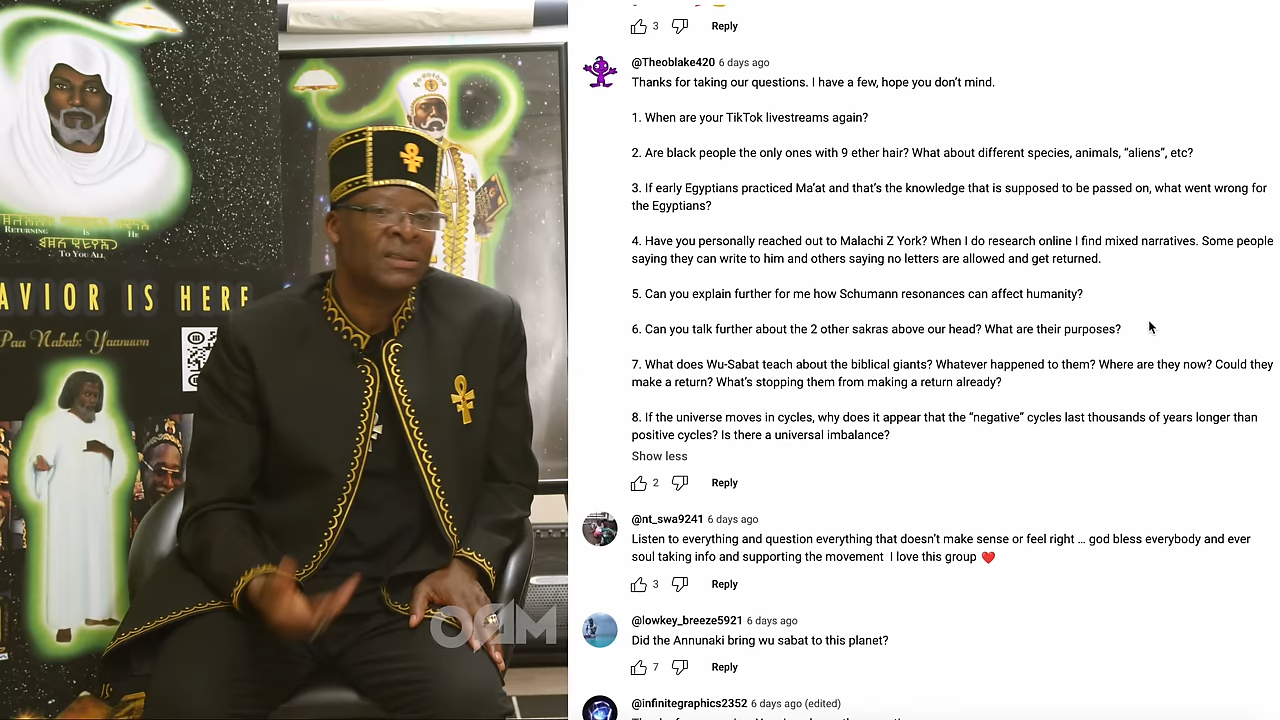 RETURNING IS HE
TO YOU ALL
AVIOR IS HERE
Paa Nabab: Yaanuwn
OAM
3
Reply
@Theoblake420 6 days ago
Thanks for taking our questions. I have a few, hope you don’t mind.
1. When are your TikTok livestreams again?
2. Are black people the only ones with 9 ether hair? What about different species, animals, “aliens”, etc?
3. If early Egyptians practiced Ma’at and that’s the knowledge that is supposed to be passed on, what went wrong for
the Egyptians?
4. Have you personally reached out to Malachi Z York? When I do research online I find mixed narratives. Some people
saying they can write to him and others saying no letters are allowed and get returned.
5. Can you explain further for me how Schumann resonances can affect humanity?
6. Can you talk further about the 2 other sakras above our head? What are their purposes?
7. What does Wu-Sabat teach about the biblical giants? Whatever happened to them? Where are they now? Could they
make a return? What’s stopping them from making a return already?
8. If the universe moves in cycles, why does it appear that the “negative” cycles last thousands of years longer than
positive cycles? Is there a universal imbalance?
Show less
2
Reply
@nt_swa9241 6 days ago
Listen to everything and question everything that doesn’t make sense or feel right … god bless everybody and ever
soul taking info and supporting the movement I love this group ❤️
3
Reply
@lowkey_breeze5921 6 days ago
Did the Annunaki bring wu sabat to this planet?
7
Reply
@infinitegraphics2352 6 days ago (edited)